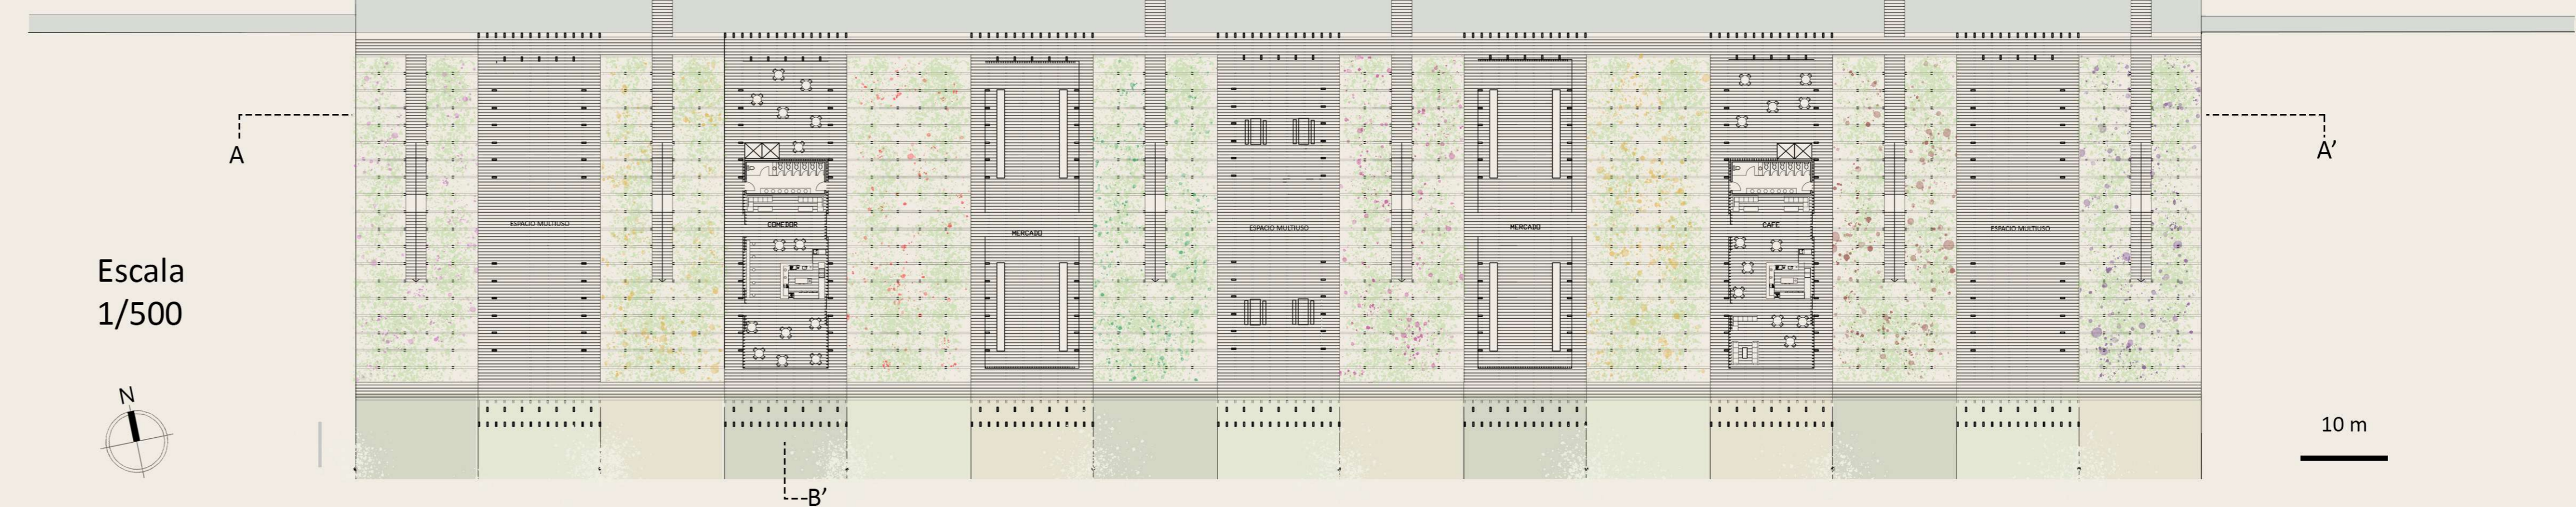 A
A'
ESPACIO MULTIUSO
COMEDOR
MERCADO
ESPACIO MULTIUSO
MERCADO
CAFE
ESPACIO MULTIUSO
Escala
1/500
N
10 m
B'